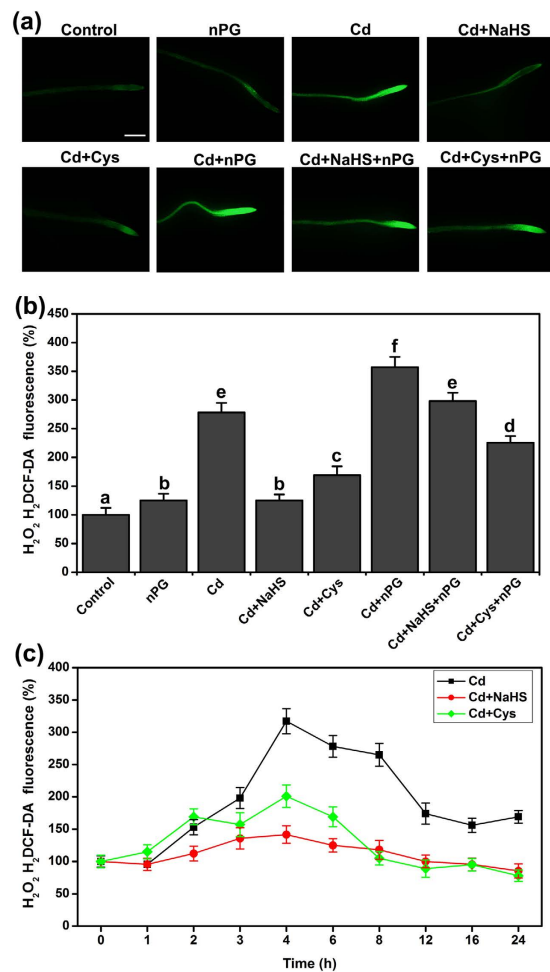 (a)
Control nPG Cd Cd+NaHS
Cd+Cys Cd+nPG Cd+NaHS+nPG Cd+Cys+nPG
(b)
H₂O₂ H₂DCF-DA fluorescence (%)
450
400
350
300
250
200
150
100
50
0
a b e b c f e d
Control nPG Cd Cd+NaHS Cd+Cys Cd+nPG Cd+NaHS+nPG Cd+Cys+nPG
(c)
H₂O₂ H₂DCF-DA fluorescence (%)
400
350
300
250
200
150
100
50
0
Cd
Cd+NaHS
Cd+Cys
0 1 2 3 4 6 8 12 16 24
Time (h)